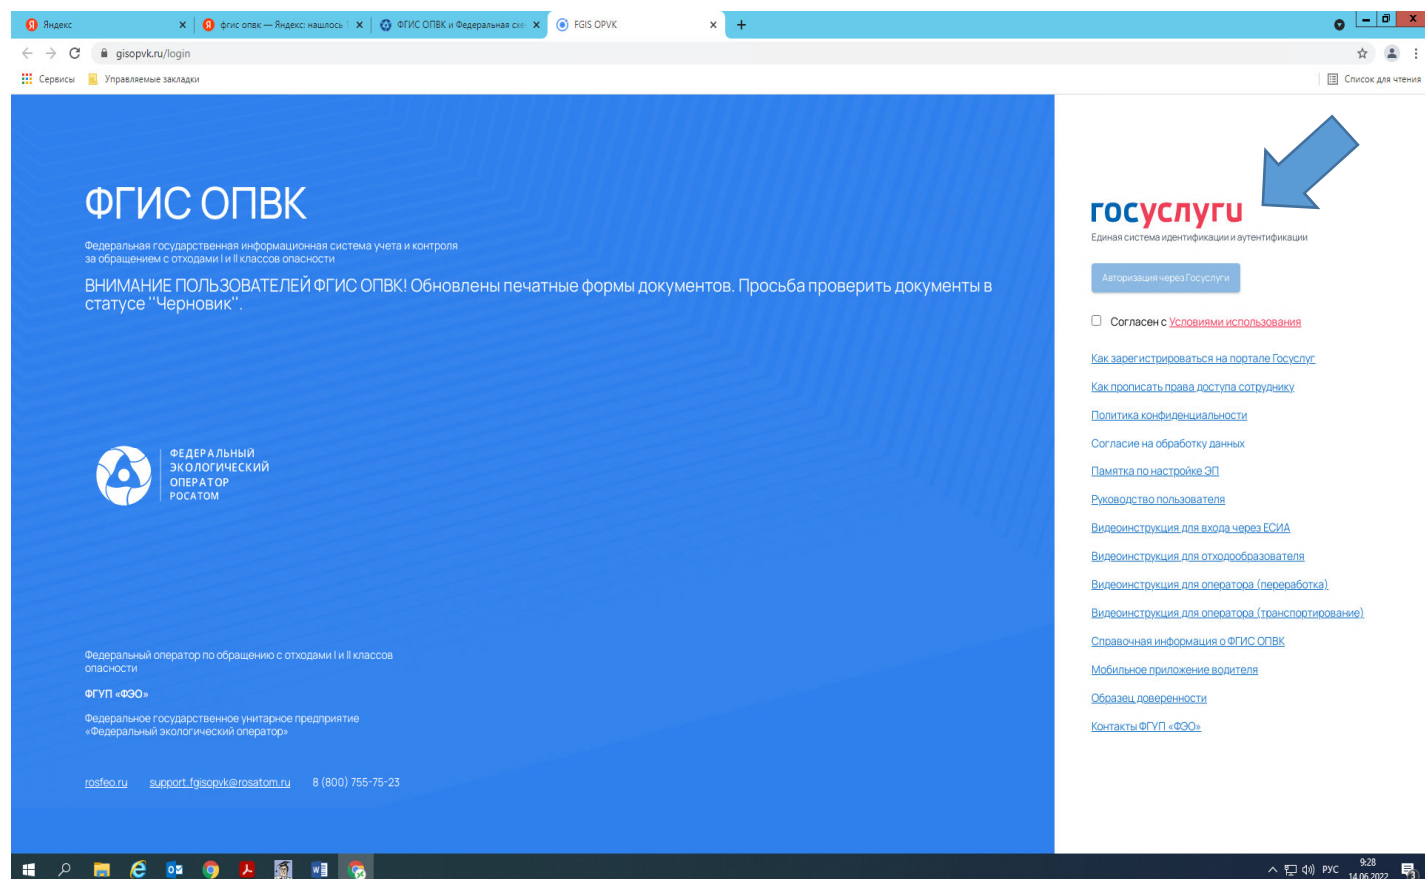 Яндекс
фгис опвк — Яндекс: нашлось
ФГИС ОПВК и Федеральная схе
FGIS OPVK
gisopvk.ru/login
Сервисы
Управляемые закладки
Список для чтения
ФГИС ОПВК
Федеральная государственная информационная система учета и контроля
за обращением с отходами I и II классов опасности
ВНИМАНИЕ ПОЛЬЗОВАТЕЛЕЙ ФГИС ОПВК! Обновлены печатные формы документов. Просьба проверить документы в
статусе "Черновик".
ФЕДЕРАЛЬНЫЙ
ЭКОЛОГИЧЕСКИЙ
ОПЕРАТОР
РОСАТОМ
Федеральный оператор по обращению с отходами I и II классов
опасности
ФГУП «ФЭО»
Федеральное государственное унитарное предприятие
«Федеральный экологический оператор»
rosfeo.ru support.fgisopvk@rosatom.ru 8 (800) 755-75-23
госуслуги
Единая система идентификации и аутентификации
Авторизация через Госуслуги
Согласен с Условиями использования
Как зарегистрироваться на портале Госуслуг
Как прописать права доступа сотруднику
Политика конфиденциальности
Согласие на обработку данных
Памятка по настройке ЭП
Руководство пользователя
Видеоинструкция для входа через ЕСИА
Видеоинструкция для отходообразователя
Видеоинструкция для оператора (переработка)
Видеоинструкция для оператора (транспортирование)
Справочная информация о ФГИС ОПВК
Мобильное приложение водителя
Образец доверенности
Контакты ФГУП «ФЭО»
РУС
9:28
14.06.2022